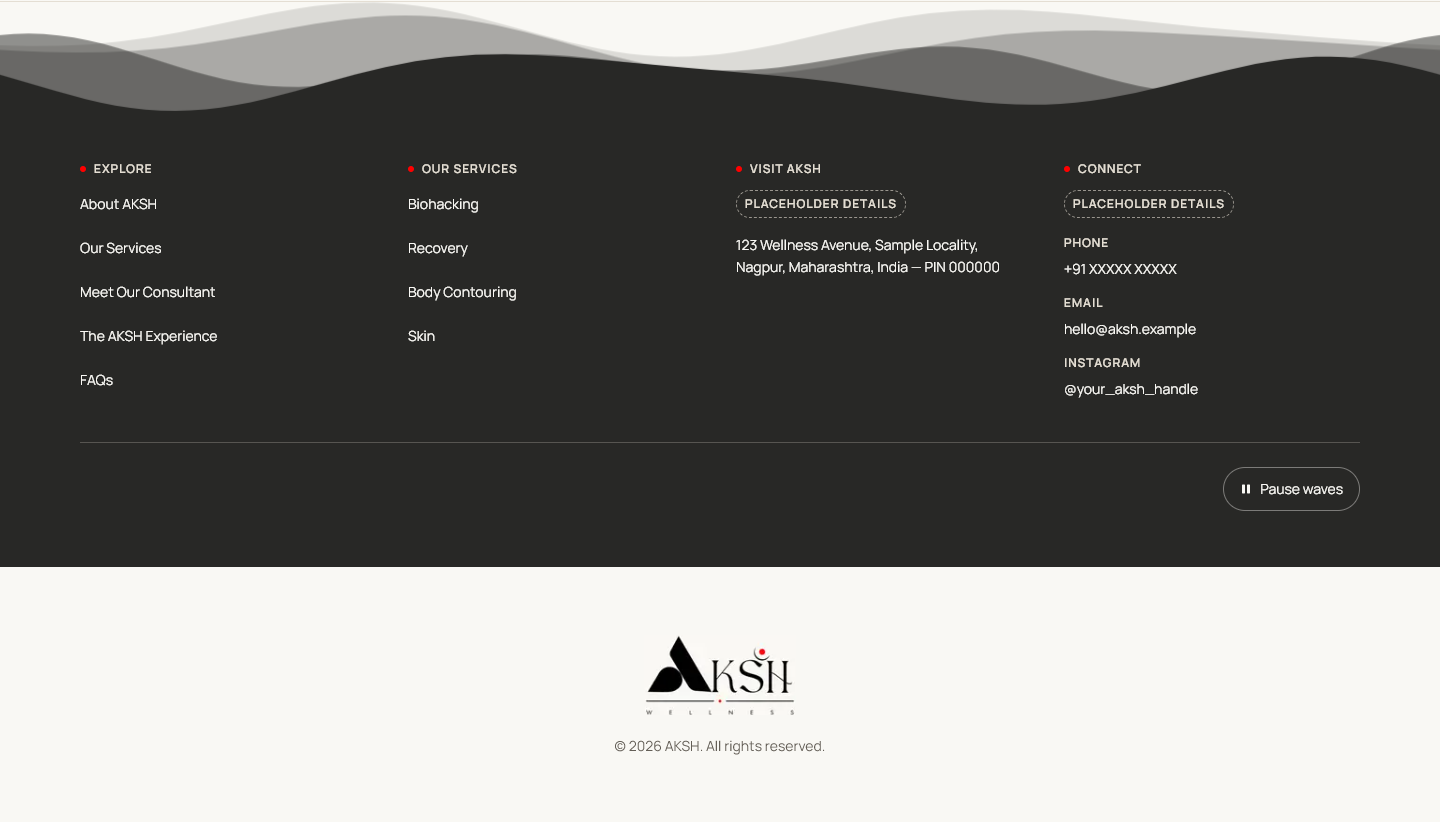 EXPLORE
About AKSH
Our Services
Meet Our Consultant
The AKSH Experience
FAQs
OUR SERVICES
Biohacking
Recovery
Body Contouring
Skin
VISIT AKSH
PLACEHOLDER DETAILS
123 Wellness Avenue, Sample Locality,
Nagpur, Maharashtra, India — PIN 000000
CONNECT
PLACEHOLDER DETAILS
PHONE
+91 XXXXX XXXXX
EMAIL
hello@aksh.example
INSTAGRAM
@your_aksh_handle
Pause waves
AKSH
WELLNESS
© 2026 AKSH. All rights reserved.